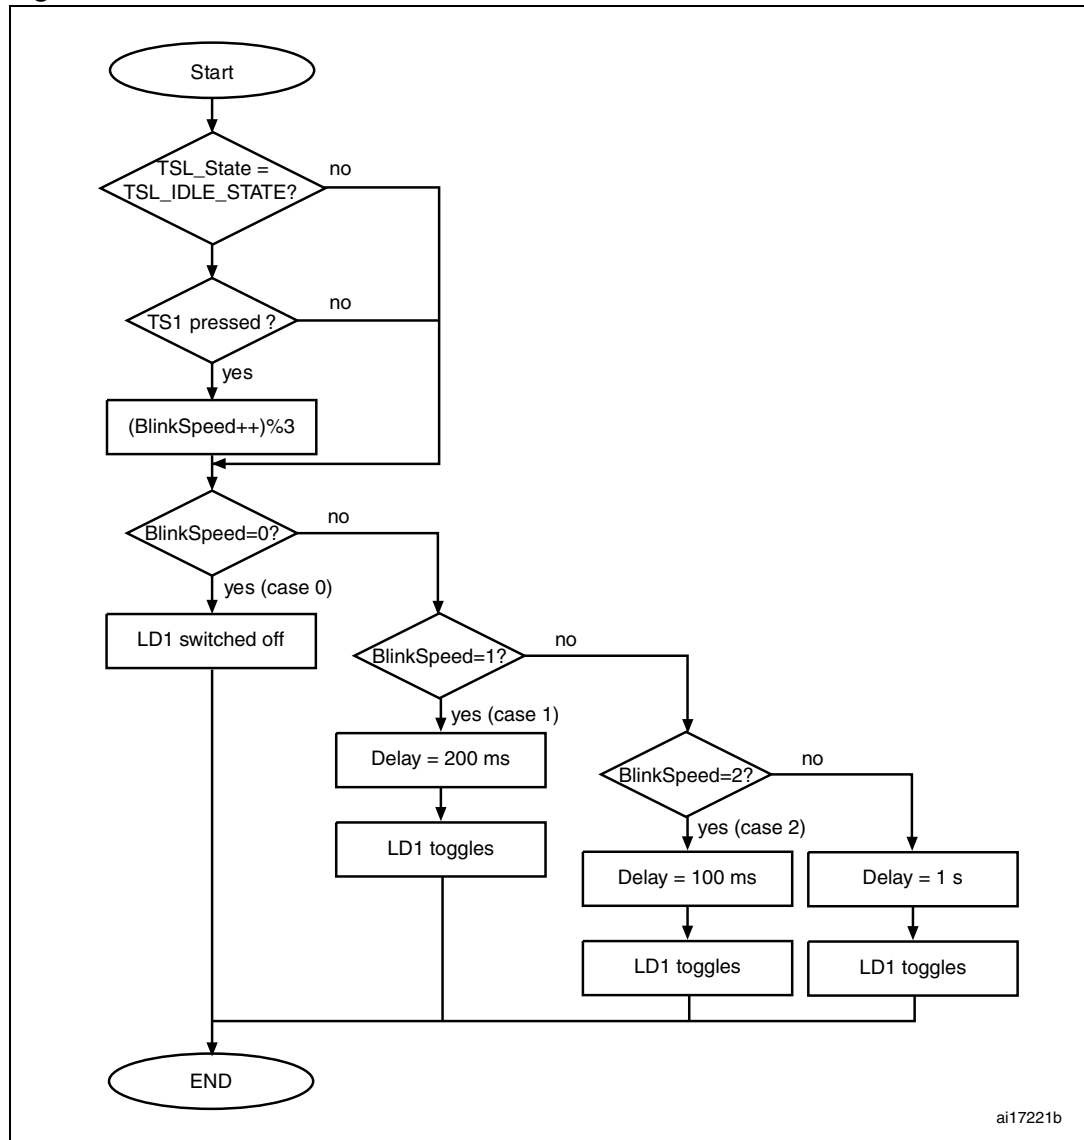 Start
TSL_State =
TSL_IDLE_STATE?
no
TS1 pressed ?
no
yes
(BlinkSpeed++)%3
BlinkSpeed=0?
no
yes (case 0)
LD1 switched off
BlinkSpeed=1?
no
yes (case 1)
Delay = 200 ms
LD1 toggles
BlinkSpeed=2?
no
yes (case 2)
Delay = 100 ms
Delay = 1 s
LD1 toggles
LD1 toggles
END
ai17221b